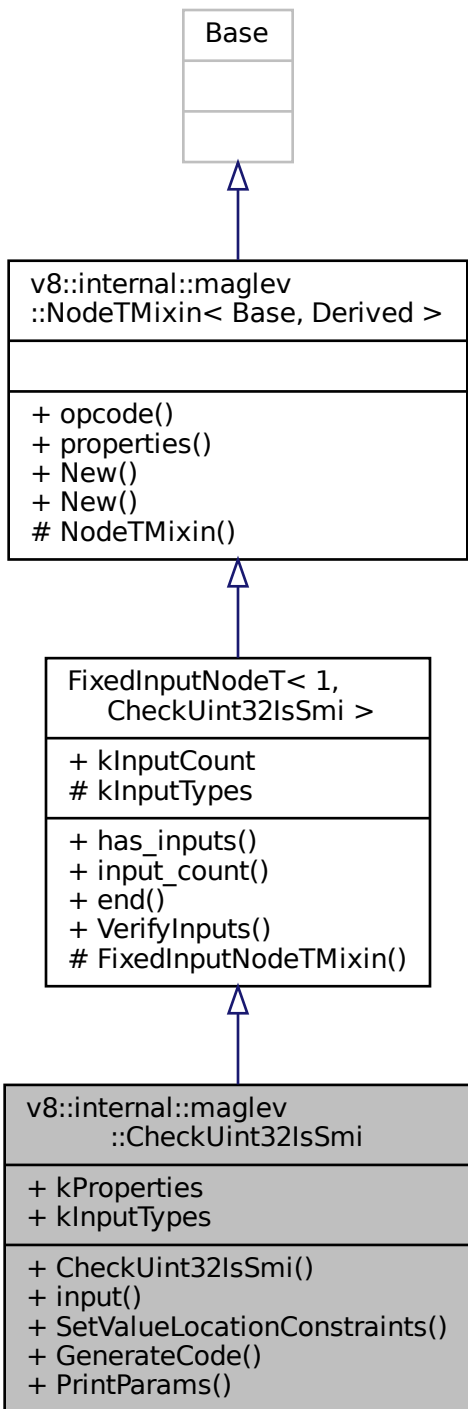 Base
v8::internal::maglev
::NodeTMixin< Base, Derived >
+ opcode()
+ properties()
+ New()
+ New()
# NodeTMixin()
FixedInputNodeT< 1,
CheckUint32IsSmi >
+ kInputCount
# kInputTypes
+ has_inputs()
+ input_count()
+ end()
+ VerifyInputs()
# FixedInputNodeTMixin()
v8::internal::maglev
::CheckUint32IsSmi
+ kProperties
+ kInputTypes
+ CheckUint32IsSmi()
+ input()
+ SetValueLocationConstraints()
+ GenerateCode()
+ PrintParams()